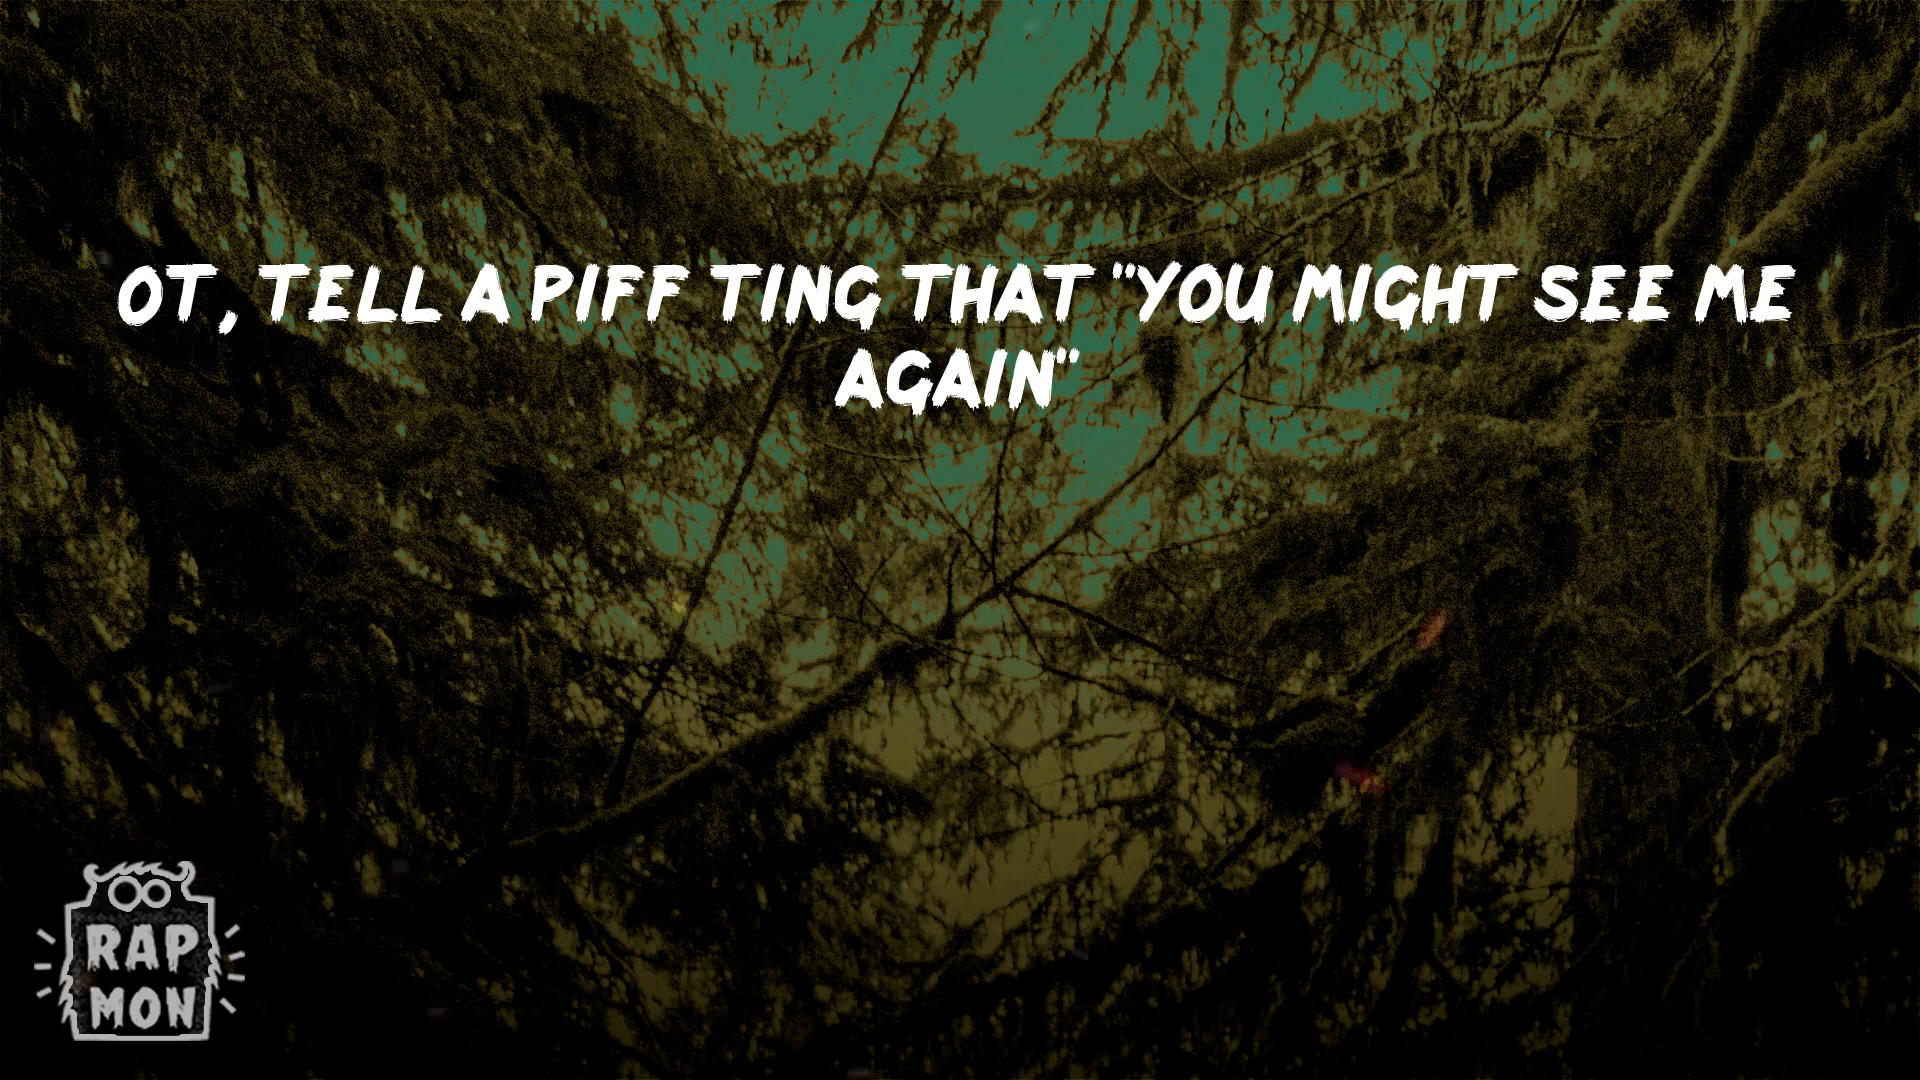 OT, TELL A PIFF TING THAT "YOU MIGHT SEE ME
AGAIN"
RAP
MON